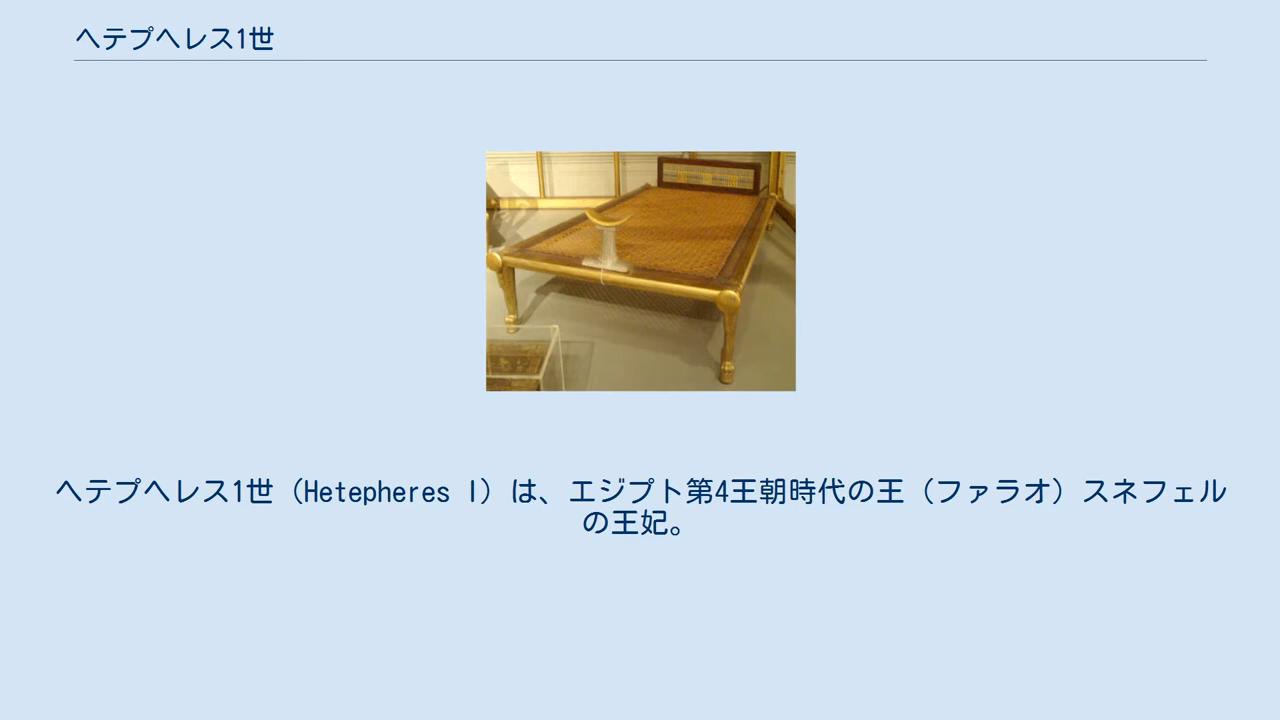 ヘテプヘレス1世
ヘテプヘレス1世（Hetepheres I）は、エジプト第4王朝時代の王（ファラオ）スネフェル
の王妃。